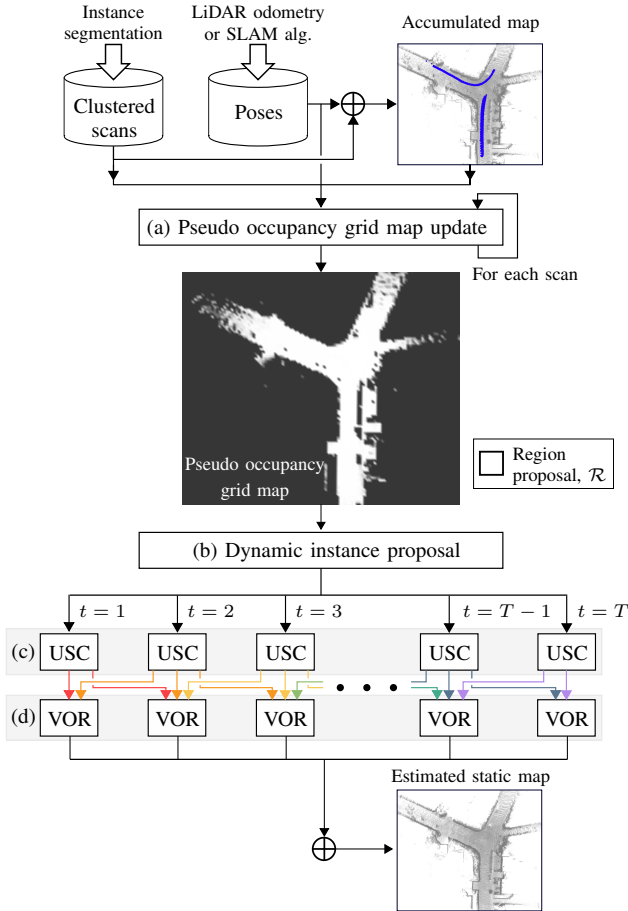 Instance
segmentation
LiDAR odometry
or SLAM alg.
Accumulated map
Clustered
scans
Poses
(a) Pseudo occupancy grid map update
For each scan
Pseudo occupancy
grid map
Region
proposal, ℛ
(b) Dynamic instance proposal
t = 1
t = 2
t = 3
t = T − 1
t = T
(c)
USC
USC
USC
USC
USC
(d)
VOR
VOR
VOR
VOR
VOR
Estimated static map